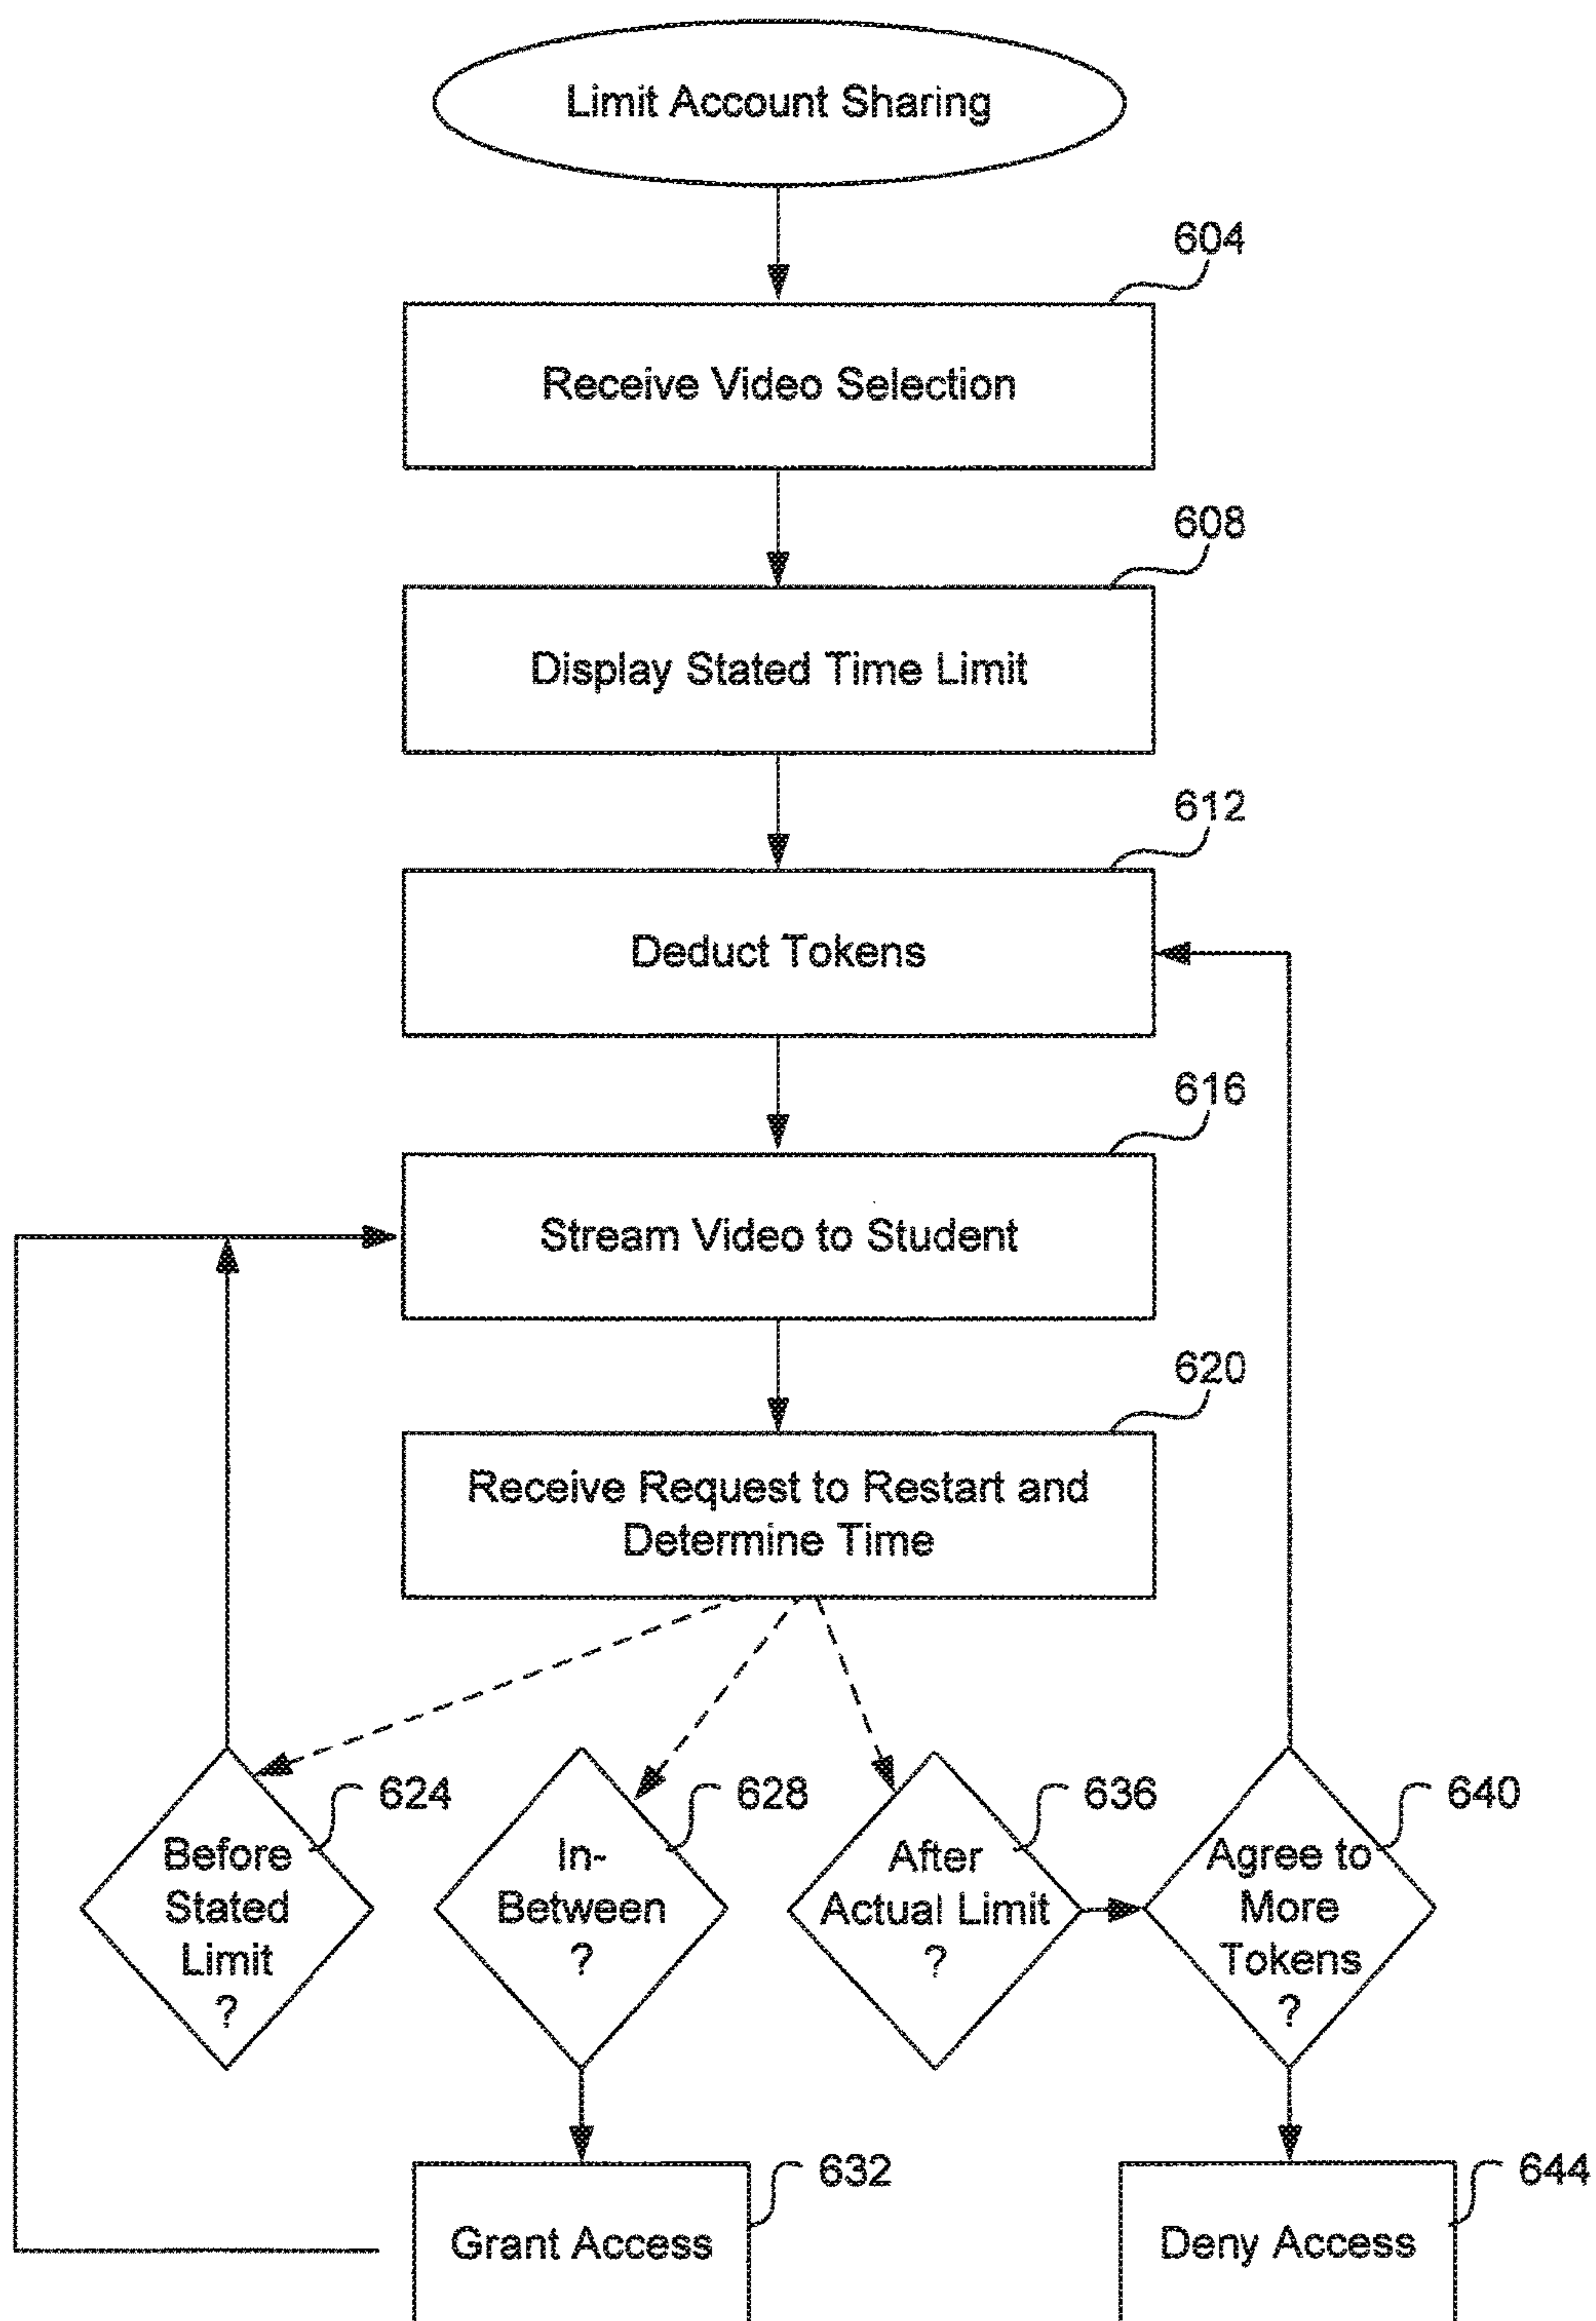 Limit Account Sharing
604
Receive Video Selection
608
Display Stated Time Limit
612
Deduct Tokens
616
Stream Video to Student
620
Receive Request to Restart and
Determine Time
624
Before
Stated
Limit
?
628
In-
Between
?
636
After
Actual Limit
?
640
Agree to
More
Tokens
?
632
Grant Access
644
Deny Access